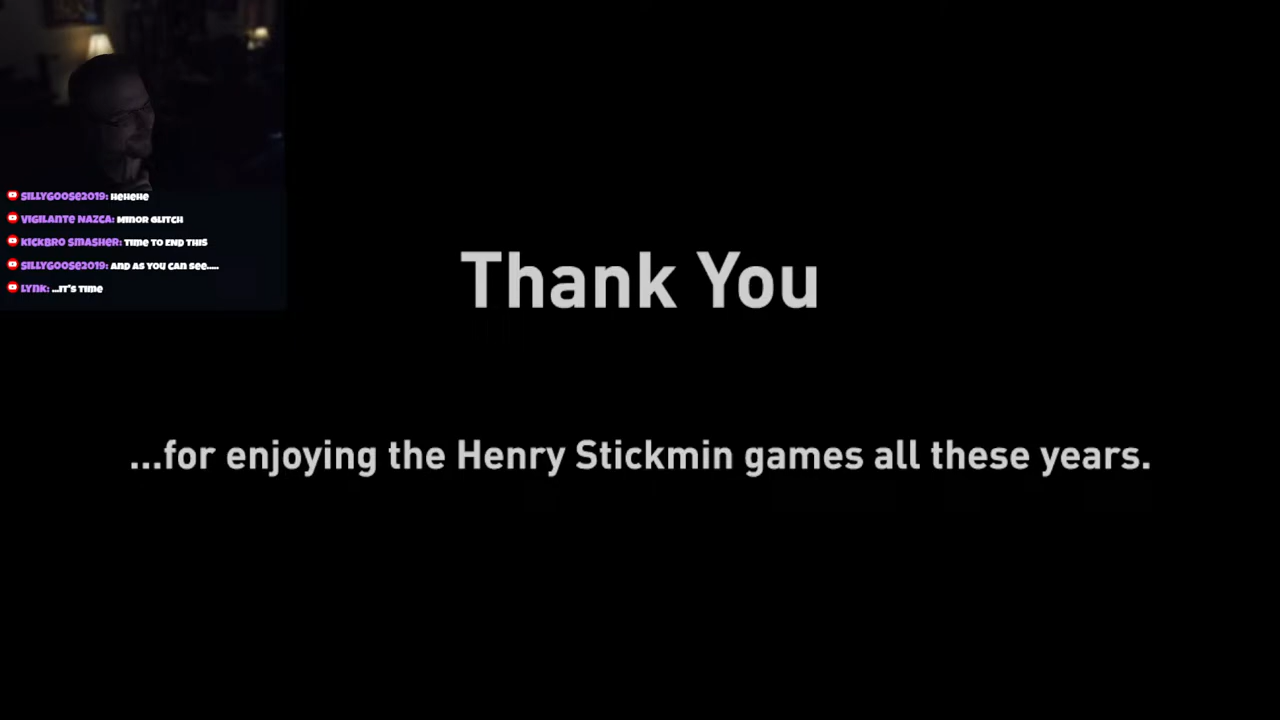 SILLYGOOSE2019: HeHeHe
VIGILANTE NAZCA: MINOR GLITCH
KICKBRO SMASHER: TIME TO END THIS
SILLYGOOSE2019: AND AS YOU CAN SEE.....
LYNK: ...IT'S TIME
Thank You
...for enjoying the Henry Stickmin games all these years.